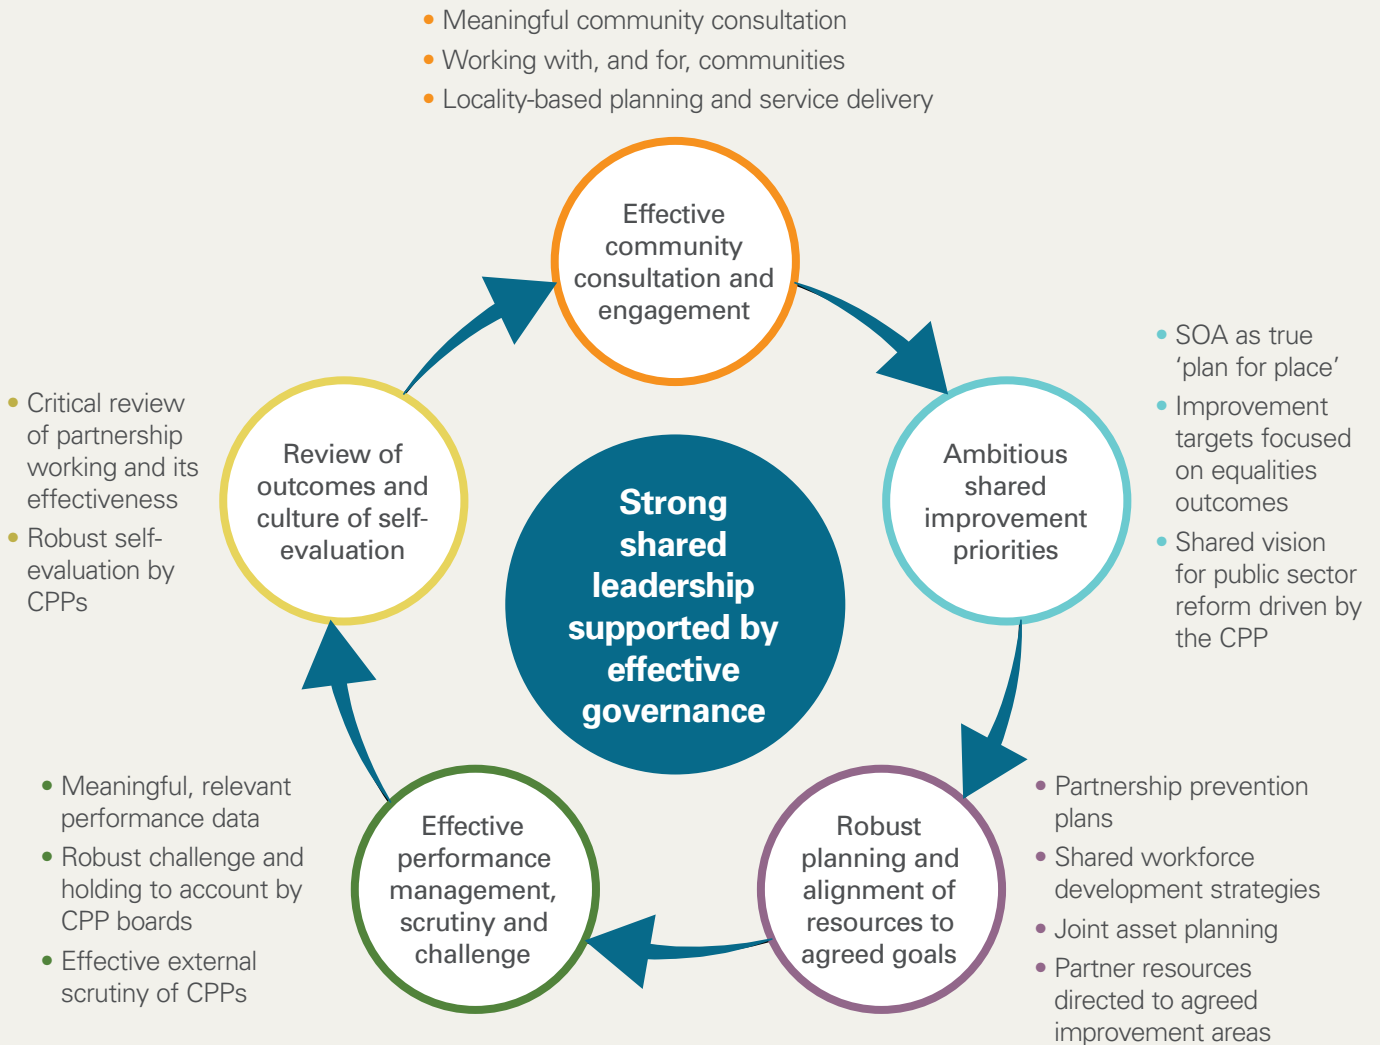 • Meaningful community consultation
• Working with, and for, communities
• Locality-based planning and service delivery
Effective
community
consultation and
engagement
• SOA as true
‘plan for place’
• Improvement
targets focused
on equalities
outcomes
• Shared vision
for public sector
reform driven by
the CPP
Ambitious
shared
improvement
priorities
• Critical review
of partnership
working and its
effectiveness
• Robust self-
evaluation by
CPPs
Review of
outcomes and
culture of self-
evaluation
Strong
shared
leadership
supported by
effective
governance
• Meaningful, relevant
performance data
• Robust challenge and
holding to account by
CPP boards
• Effective external
scrutiny of CPPs
Effective
performance
management,
scrutiny and
challenge
Robust
planning and
alignment of
resources to
agreed goals
• Partnership prevention
plans
• Shared workforce
development strategies
• Joint asset planning
• Partner resources
directed to agreed
improvement areas